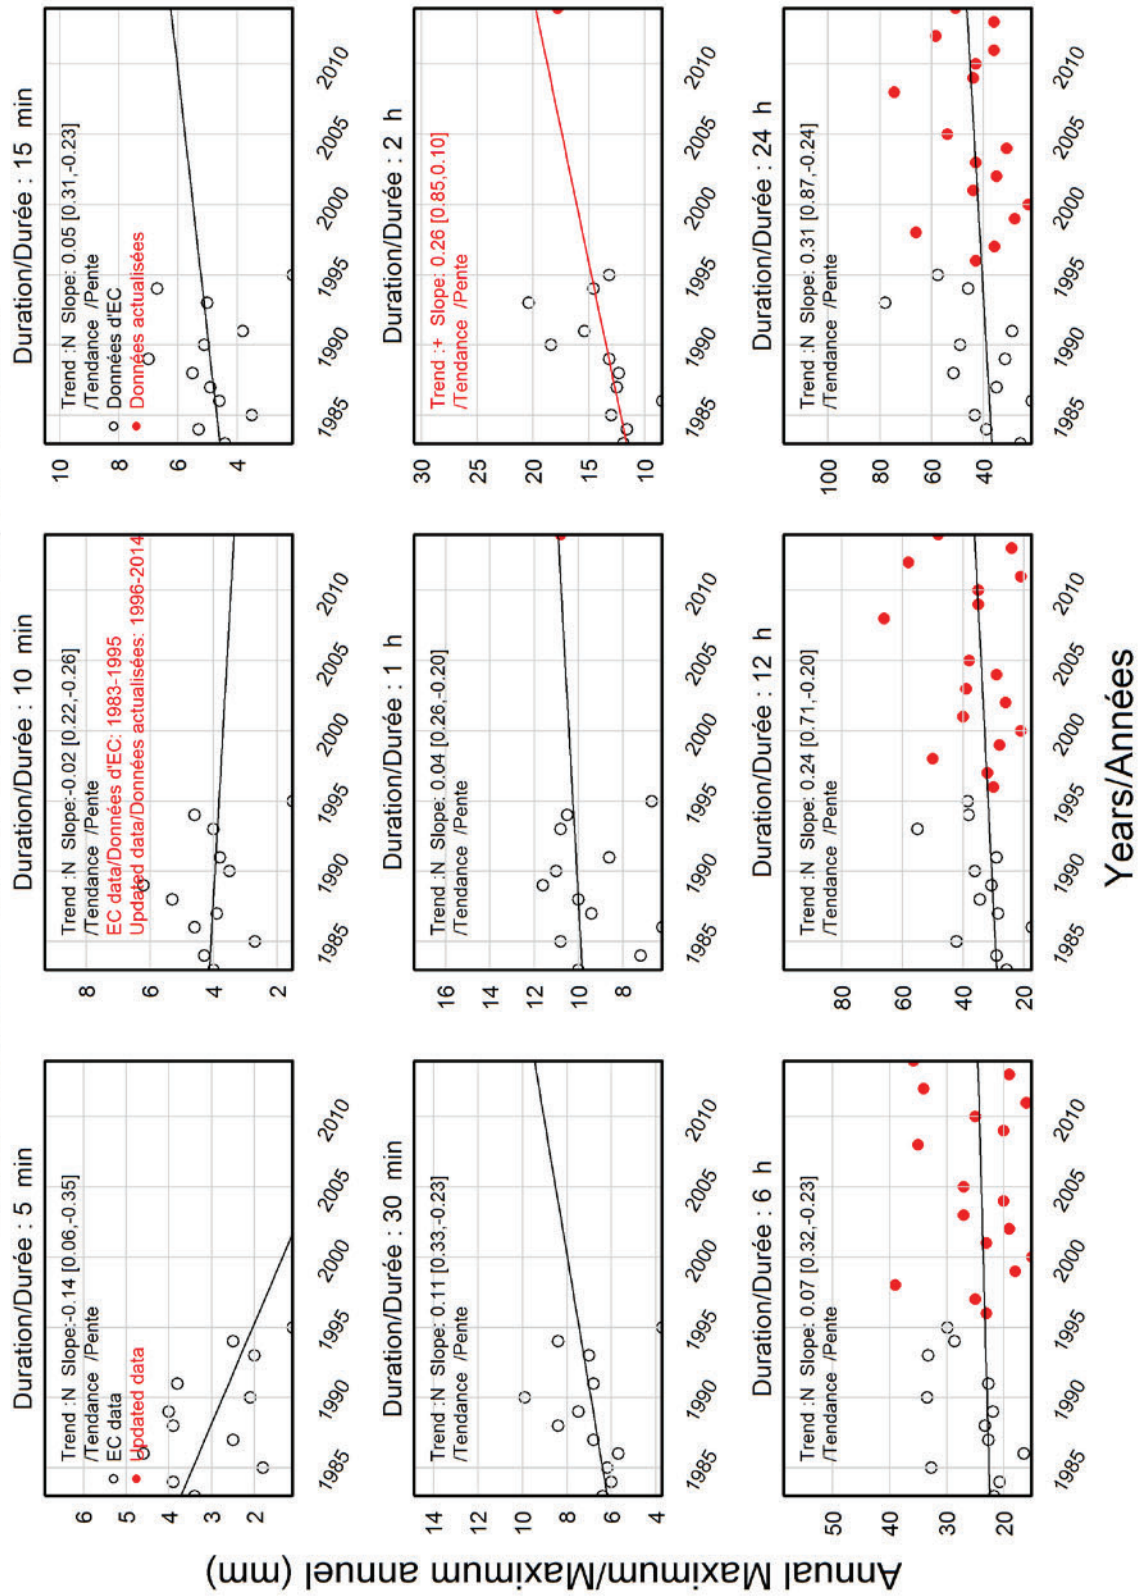 Annual Maximum/Maximum annuel (mm)
Duration/Durée : 5 min
Trend :N Slope:-0.14 [0.06,-0.35]
/Tendance /Pente
EC data
Updated data
6
5
4
3
2
1985
1990
1995
2000
2005
2010
Duration/Durée : 10 min
Trend :N Slope:-0.02 [0.22,-0.26]
/Tendance /Pente
EC data/Données d'EC: 1983-1995
Updated data/Données actualisées: 1996-2014
8
6
4
2
1985
1990
1995
2000
2005
2010
Duration/Durée : 15 min
Trend :N Slope: 0.05 [0.31,-0.23]
/Tendance /Pente
Données d'EC
Données actualisées
10
8
6
4
1985
1990
1995
2000
2005
2010
Duration/Durée : 30 min
Trend :N Slope: 0.11 [0.33,-0.23]
/Tendance /Pente
14
12
10
8
6
4
1985
1990
1995
2000
2005
2010
Duration/Durée : 1 h
Trend :N Slope: 0.04 [0.26,-0.20]
/Tendance /Pente
16
14
12
10
8
1985
1990
1995
2000
2005
2010
Duration/Durée : 2 h
Trend :+ Slope: 0.26 [0.85,0.10]
/Tendance /Pente
30
25
20
15
10
1985
1990
1995
2000
2005
2010
Duration/Durée : 6 h
Trend :N Slope: 0.07 [0.32,-0.23]
/Tendance /Pente
50
40
30
20
1985
1990
1995
2000
2005
2010
Duration/Durée : 12 h
Trend :N Slope: 0.24 [0.71,-0.20]
/Tendance /Pente
80
60
40
20
1985
1990
1995
2000
2005
2010
Duration/Durée : 24 h
Trend :N Slope: 0.31 [0.87,-0.24]
/Tendance /Pente
100
80
60
40
1985
1990
1995
2000
2005
2010
Years/Années